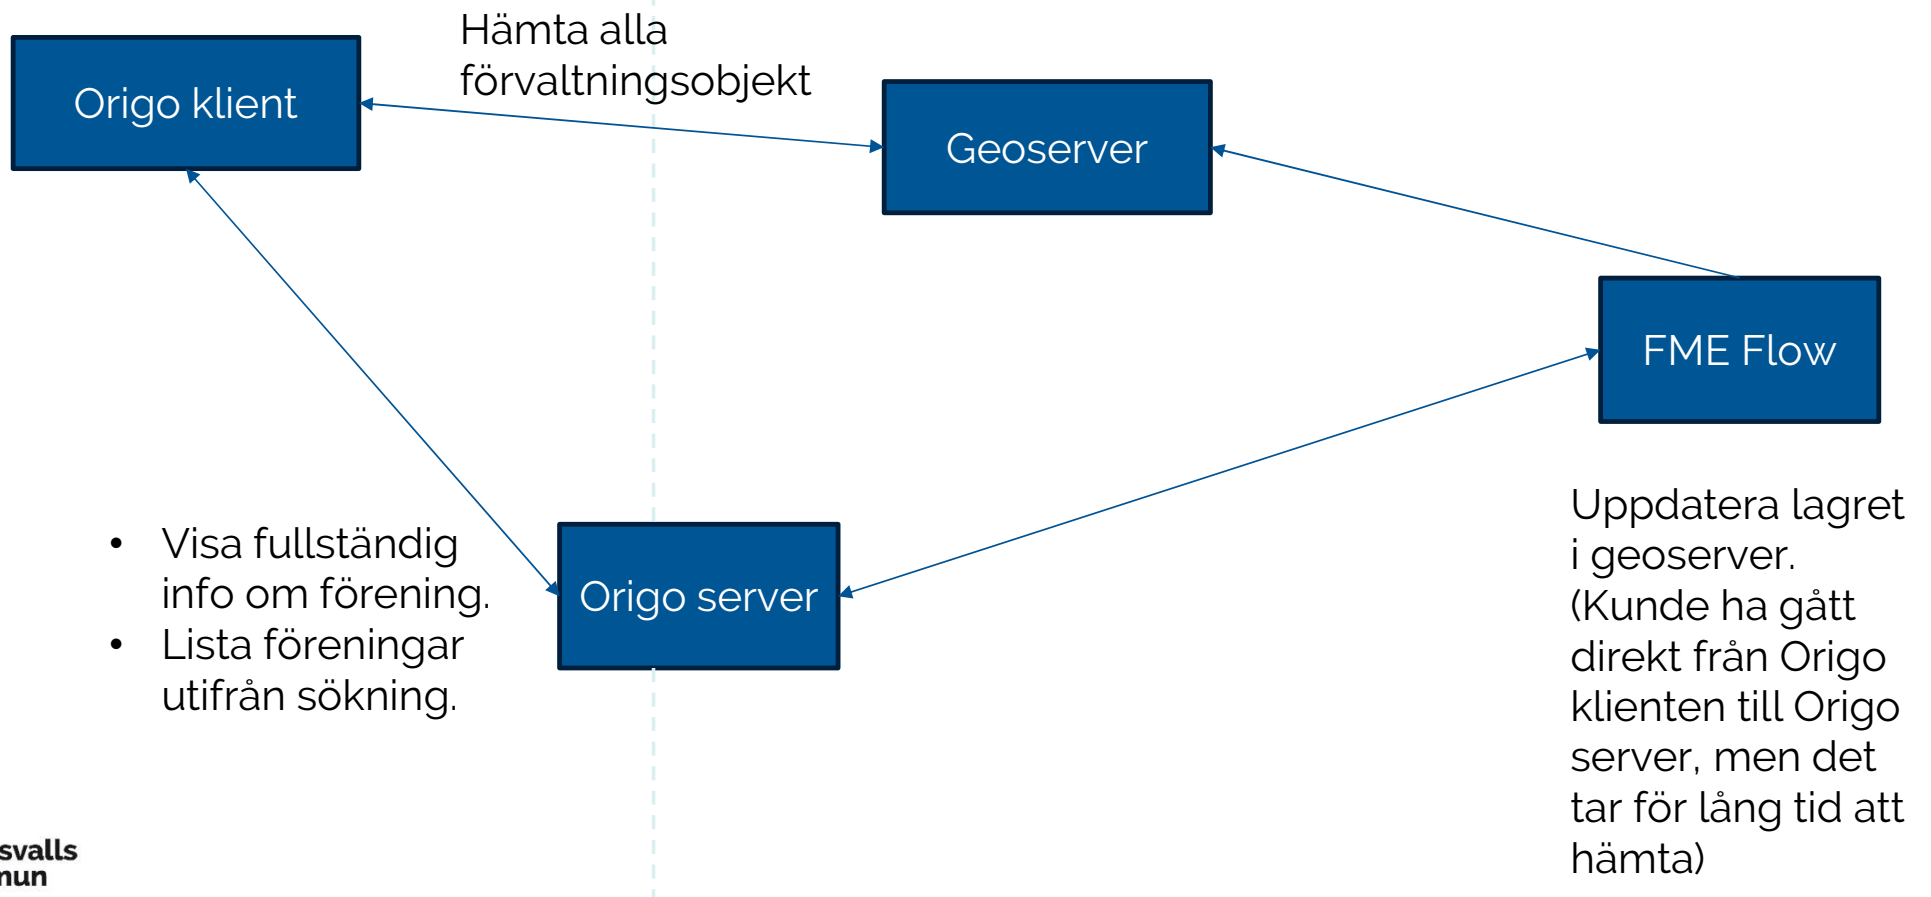 Hämta alla
förvaltningsobjekt
Origo klient
Geoserver
FME Flow
• Visa fullständig
info om förening.
• Lista föreningar
utifrån sökning.
Origo server
Uppdatera lagret
i geoserver.
(Kunde ha gått
direkt från Origo
klienten till Origo
server, men det
tar för lång tid att
hämta)
svalls